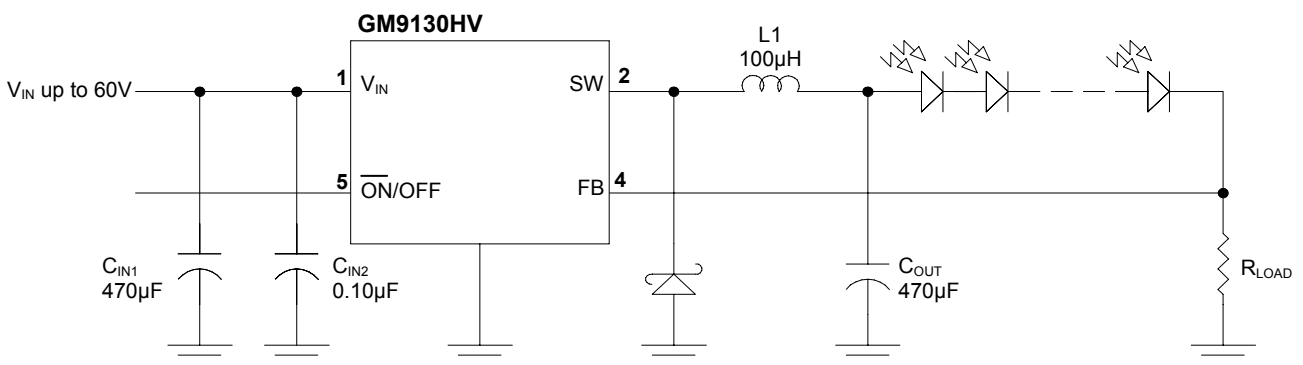 GM9130HV
L1
100µH
V_IN up to 60V
1
V_IN
SW
2
5
ON/OFF
FB
4
C_IN1
470µF
C_IN2
0.10µF
C_OUT
470µF
R_LOAD